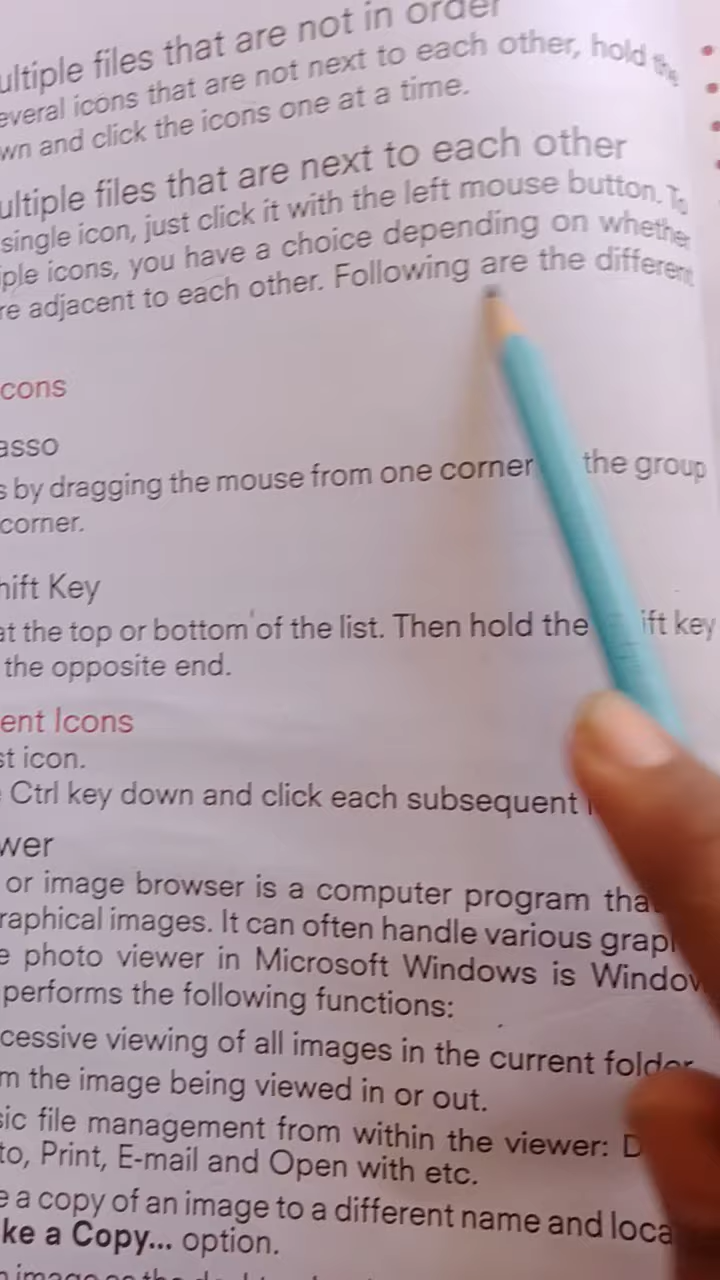 ultiple files that are not in order
everal icons that are not next to each other, hold the
wn and click the icons one at a time.
ultiple files that are next to each other
single icon, just click it with the left mouse button. To
iple icons, you have a choice depending on whether
re adjacent to each other. Following are the different
cons
asso
s by dragging the mouse from one corner the group
corner.
hift Key
at the top or bottom of the list. Then hold the ift key
the opposite end.
ent Icons
st icon.
Ctrl key down and click each subsequent
wer
or image browser is a computer program tha
raphical images. It can often handle various grap
e photo viewer in Microsoft Windows is Window
performs the following functions:
cessive viewing of all images in the current folder
m the image being viewed in or out.
sic file management from within the viewer: D
to, Print, E-mail and Open with etc.
e a copy of an image to a different name and loca
ke a Copy... option.